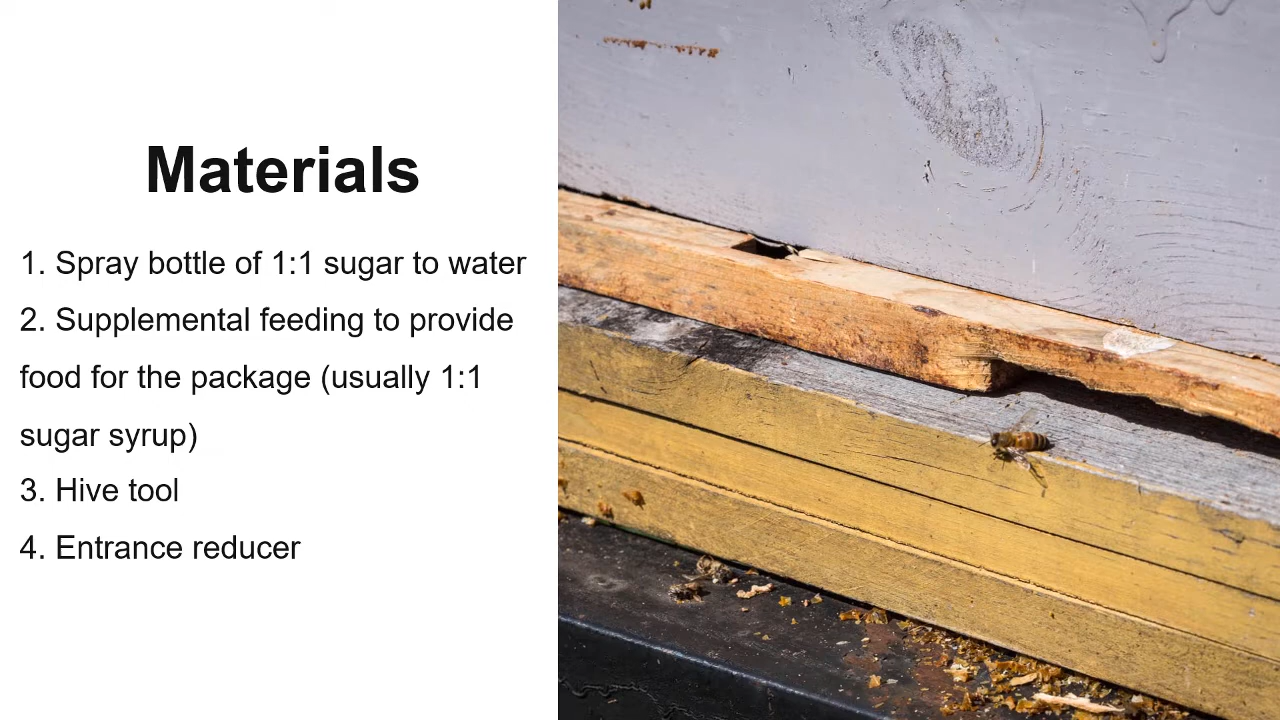 Materials
1. Spray bottle of 1:1 sugar to water
2. Supplemental feeding to provide
food for the package (usually 1:1
sugar syrup)
3. Hive tool
4. Entrance reducer